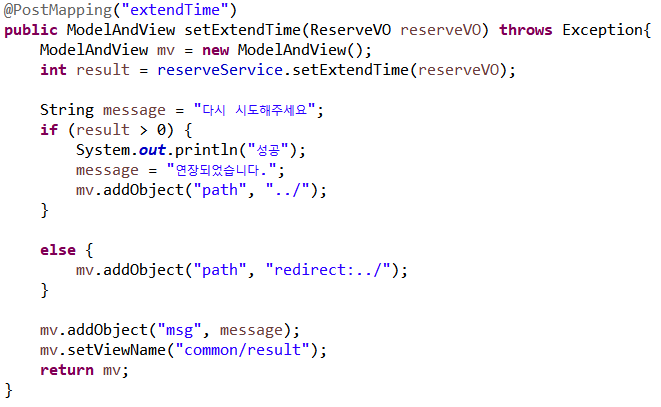 @PostMapping("extendTime")
public ModelAndView setExtendTime(ReserveVO reserveVO) throws Exception{
    ModelAndView mv = new ModelAndView();
    int result = reserveService.setExtendTime(reserveVO);

    String message = "다시 시도해주세요";
    if (result > 0) {
        System.out.println("성공");
        message = "연장되었습니다.";
        mv.addObject("path", "../");
    }

    else {
        mv.addObject("path", "redirect:../");
    }

    mv.addObject("msg", message);
    mv.setViewName("common/result");
    return mv;
}